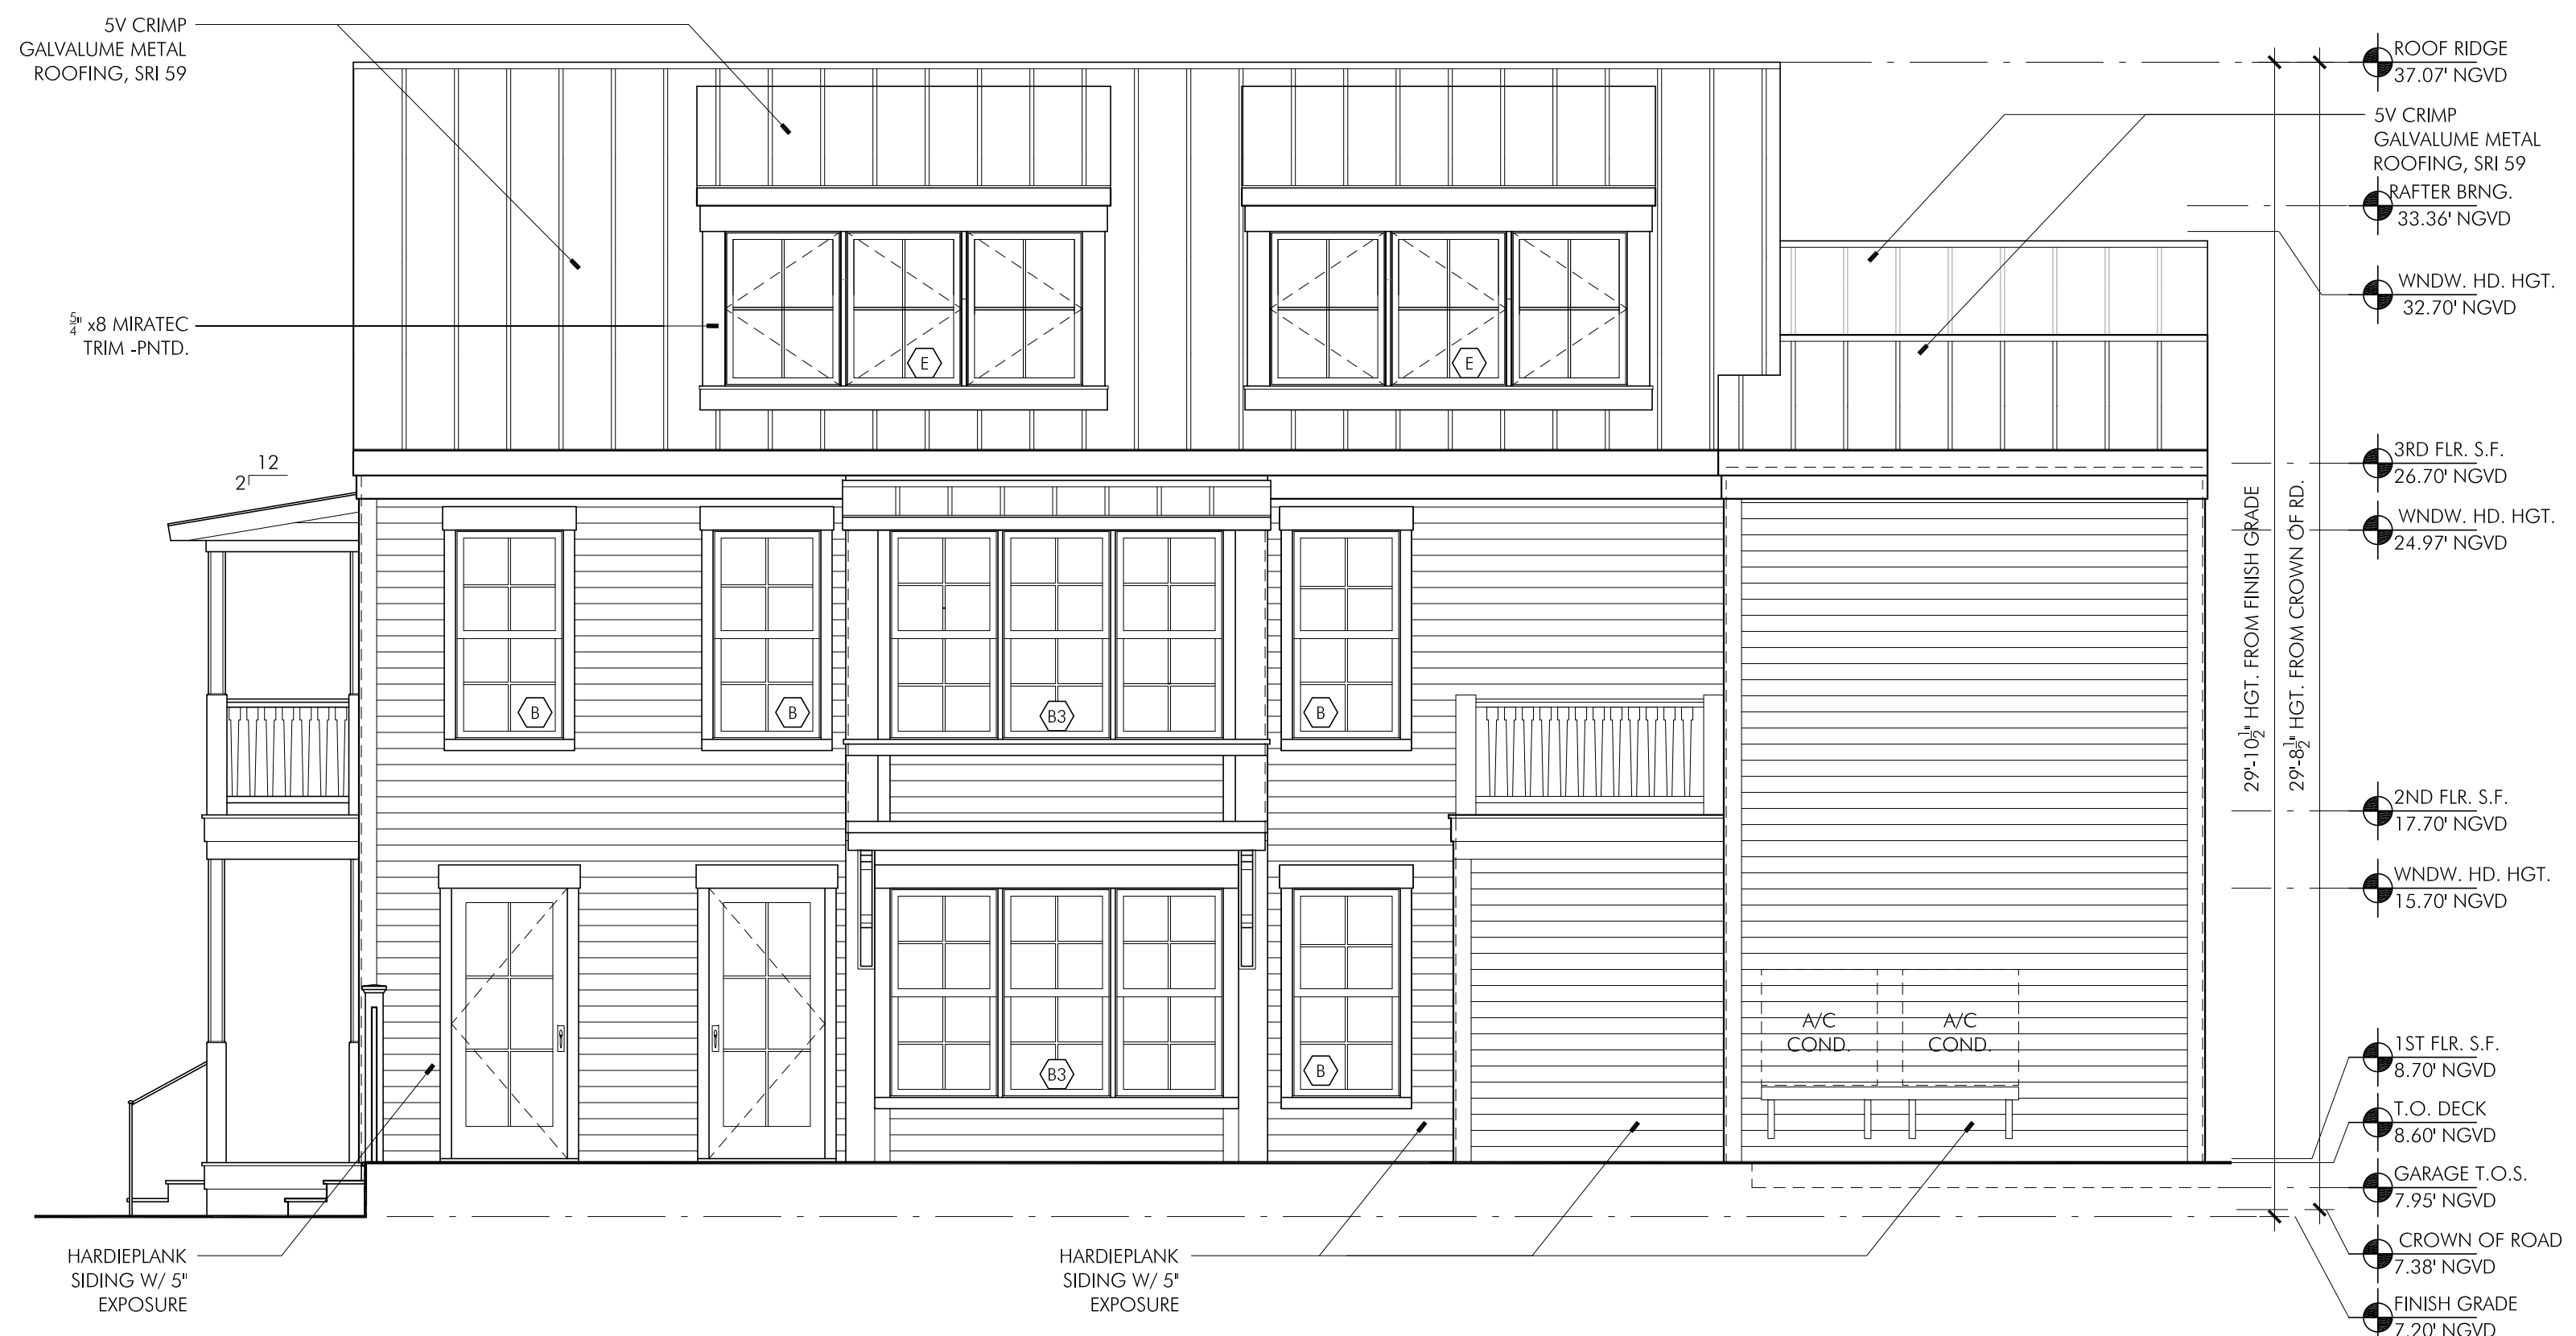 5V CRIMP
GALVALUME METAL
ROOFING, SRI 59
5/4" x8 MIRATEC
TRIM -PNTD.
12
2
E
E
B
B
B3
B
B3
B
A/C
COND.
A/C
COND.
HARDIEPLANK
SIDING W/ 5"
EXPOSURE
HARDIEPLANK
SIDING W/ 5"
EXPOSURE
29'-10 1/2" HGT. FROM FINISH GRADE
29'-8 1/2" HGT. FROM CROWN OF RD.
ROOF RIDGE
37.07' NGVD
5V CRIMP
GALVALUME METAL
ROOFING, SRI 59
RAFTER BRNG.
33.36' NGVD
WNDW. HD. HGT.
32.70' NGVD
3RD FLR. S.F.
26.70' NGVD
WNDW. HD. HGT.
24.97' NGVD
2ND FLR. S.F.
17.70' NGVD
WNDW. HD. HGT.
15.70' NGVD
1ST FLR. S.F.
8.70' NGVD
T.O. DECK
8.60' NGVD
GARAGE T.O.S.
7.95' NGVD
CROWN OF ROAD
7.38' NGVD
FINISH GRADE
7.20' NGVD